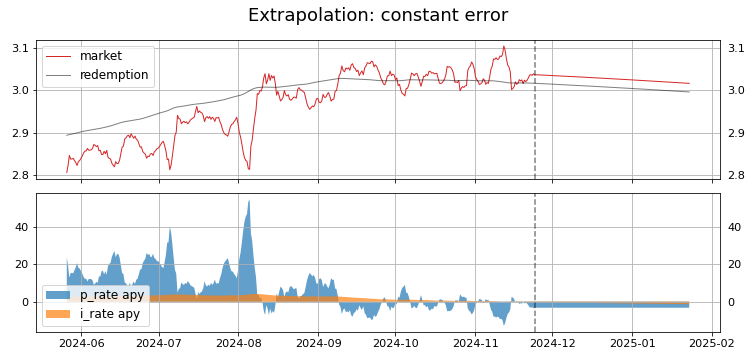 Extrapolation: constant error
3.1 3.1
market
redemption
3.0 3.0
2.9 2.9
2.8 2.8
40 40
20 20
p_rate apy
0 0
i_rate apy
2024-06 2024-07 2024-08 2024-09 2024-10 2024-11 2024-12 2025-01 2025-02